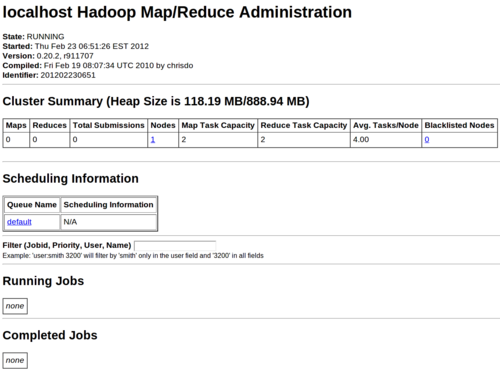 localhost Hadoop Map/Reduce Administration
State: RUNNING
Started: Thu Feb 23 06:51:26 EST 2012
Version: 0.20.2, r911707
Compiled: Fri Feb 19 08:07:34 UTC 2010 by chrisdo
Identifier: 201202230651
Cluster Summary (Heap Size is 118.19 MB/888.94 MB)
Maps Reduces Total Submissions Nodes Map Task Capacity Reduce Task Capacity Avg. Tasks/Node Blacklisted Nodes
0 0 0 1 2 2 4.00 0
Scheduling Information
Queue Name Scheduling Information
default N/A
Filter (Jobid, Priority, User, Name)
Example: 'user:smith 3200' will filter by 'smith' only in the user field and '3200' in all fields
Running Jobs
none
Completed Jobs
none